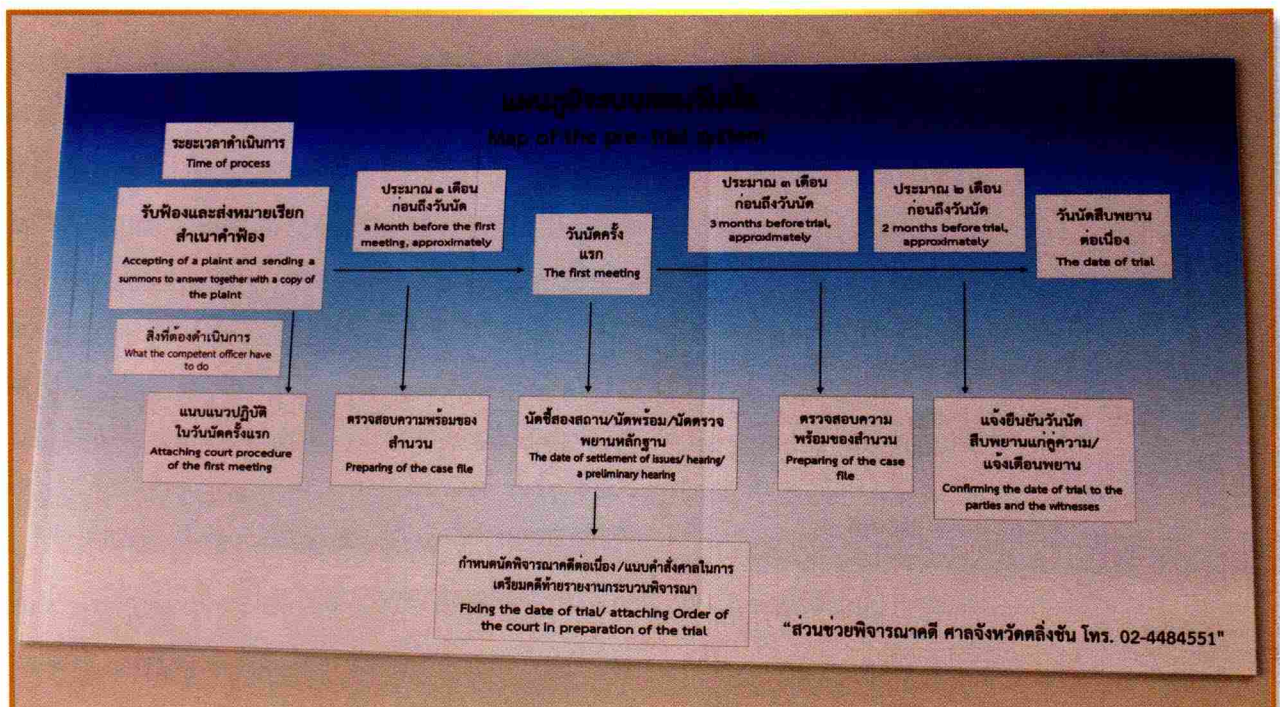 แผนภูมิระบบก่อนวันนัด
Map of the pre- trial system
ระยะเวลาดำเนินการ
Time of process
รับฟ้องและส่งหมายเรียก
สำเนาคำฟ้อง
Accepting of a plaint and sending a
summons to answer together with a copy of
the plaint
ประมาณ ๑ เดือน
ก่อนถึงวันนัด
a Month before the first
meeting, approximately
วันนัดครั้ง
แรก
The first meeting
ประมาณ ๓ เดือน
ก่อนถึงวันนัด
3 months before trial,
approximately
ประมาณ ๒ เดือน
ก่อนถึงวันนัด
2 months before trial,
approximately
วันนัดสืบพยาน
ต่อเนื่อง
The date of trial
สิ่งที่ต้องดำเนินการ
What the competent officer have
to do
แนบแนวปฏิบัติ
ในวันนัดครั้งแรก
Attaching court procedure
of the first meeting
ตรวจสอบความพร้อมของ
สำนวน
Preparing of the case file
นัดชี้สองสถาน/นัดพร้อม/นัดตรวจ
พยานหลักฐาน
The date of settlement of issues/ hearing/
a preliminary hearing
ตรวจสอบความ
พร้อมของสำนวน
Preparing of the case
file
แจ้งยืนยันวันนัด
สืบพยานแก่คู่ความ/
แจ้งเตือนพยาน
Confirming the date of trial to the
parties and the witnesses
กำหนดนัดพิจารณาคดีต่อเนื่อง/แนบคำสั่งศาลในการ
เตรียมคดีท้ายรายงานกระบวนพิจารณา
Fixing the date of trial/ attaching Order of
the court in preparation of the trial
"ส่วนช่วยพิจารณาคดี ศาลจังหวัดตลิ่งชัน โทร. 02-4484551"